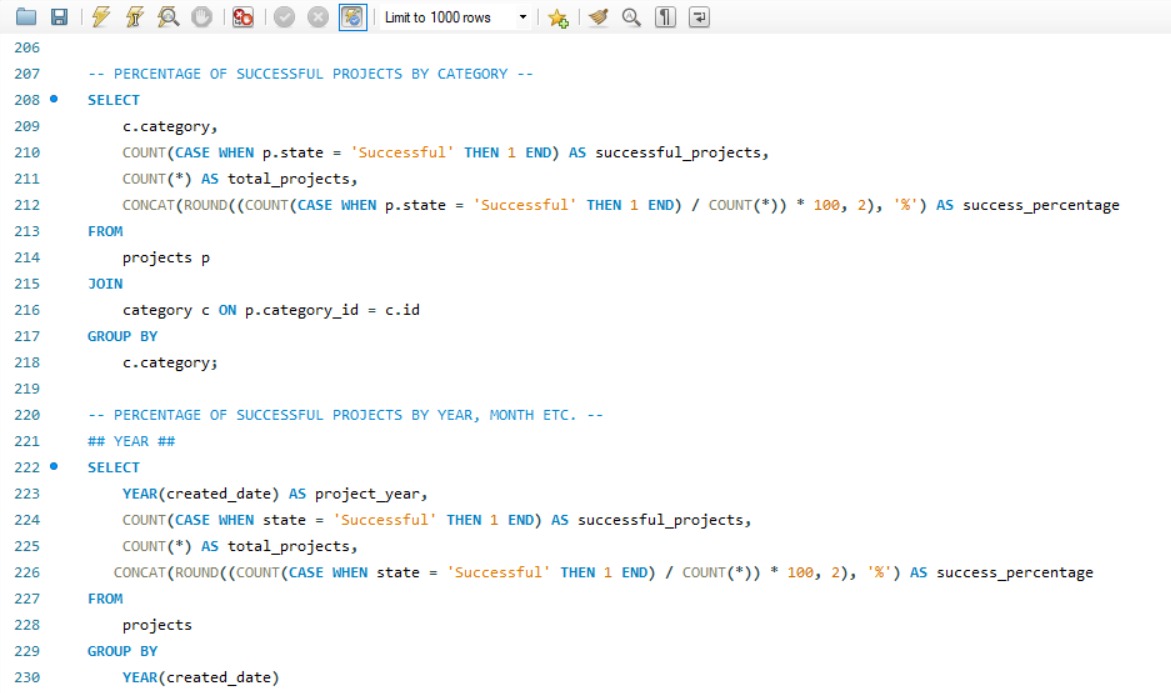 Limit to 1000 rows
206
207 -- PERCENTAGE OF SUCCESSFUL PROJECTS BY CATEGORY --
208 SELECT
209 c.category,
210 COUNT(CASE WHEN p.state = 'Successful' THEN 1 END) AS successful_projects,
211 COUNT(*) AS total_projects,
212 CONCAT(ROUND((COUNT(CASE WHEN p.state = 'Successful' THEN 1 END) / COUNT(*)) * 100, 2), '%') AS success_percentage
213 FROM
214 projects p
215 JOIN
216 category c ON p.category_id = c.id
217 GROUP BY
218 c.category;
219
220 -- PERCENTAGE OF SUCCESSFUL PROJECTS BY YEAR, MONTH ETC. --
221 ## YEAR ##
222 SELECT
223 YEAR(created_date) AS project_year,
224 COUNT(CASE WHEN state = 'Successful' THEN 1 END) AS successful_projects,
225 COUNT(*) AS total_projects,
226 CONCAT(ROUND((COUNT(CASE WHEN state = 'Successful' THEN 1 END) / COUNT(*)) * 100, 2), '%') AS success_percentage
227 FROM
228 projects
229 GROUP BY
230 YEAR(created_date)